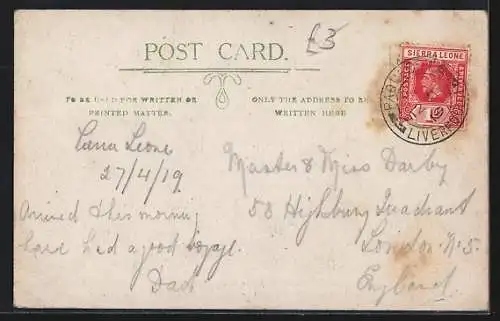 £3
POST CARD.
TO BE USED FOR WRITTEN OR
PRINTED MATTER.
ONLY THE ADDRESS TO BE
WRITTEN HERE
SIERRA LEONE
POSTAGE
LIVERPOOL
Leone
27/4/19
Arrived this morning
have had a good voyage.
Dad
Master & Miss Darby
58 Highbury Quadrant
London. N.5.
England.